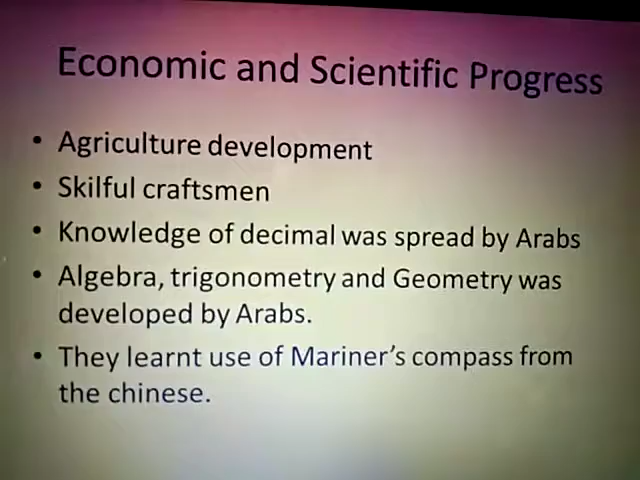 Economic and Scientific Progress
• Agriculture development
• Skilful craftsmen
• Knowledge of decimal was spread by Arabs
• Algebra, trigonometry and Geometry was
developed by Arabs.
• They learnt use of Mariner's compass from
the chinese.